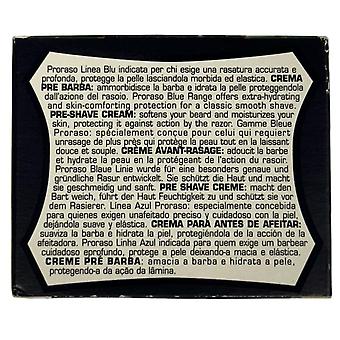 Proraso Linea Blu indicata per chi esige una rasatura accurata e
profonda, protegge la pelle lasciandola morbida ed elastica. CREMA
PRE BARBA: ammorbidisce la barba e idrata la pelle proteggendola
dall'azione del rasoio. Proraso Blue Range offers extra-hydrating
and skin-comforting protection for a classic smooth shave.
PRE-SHAVE CREAM: softens your beard and moisturizes your
skin, protecting it against action by the razor. Gamme Bleue
Proraso: spécialement conçue pour celui qui requiert
unrasage de plus près qui protège la peau tout en la laissant
douce et souple. CRÈME AVANT-RASAGE: adoucit la barbe
et hydrate la peau en la protégeant de l'action du rasoir.
Proraso Blaue Linie wurde für eine besonders genaue und
gründliche Rasur entwickelt. Sie schützt die Haut und macht
sie geschmeidig und sanft. PRE SHAVE CREME: macht den
Bart weich, führt der Haut Feuchtigkeit zu und schützt sie vor
dem Rasierer. Línea Azul Proraso: especialmente concebida
para quienes exigen unafeitado preciso y cuidadoso con la piel,
dejándola suave y elástica. CREMA PARA ANTES DE AFEITAR:
suaviza la barba e hidrata la piel, protegiéndola de la acción de la
afeitadora. Proraso Linha Azul indicada para quem exige um barbear
cuidadoso eprofundo, protege a pele deixando-a macia e elástica.
CREME PRÉ BARBA: amacia a barba e hidrata a pele,
protegendo-a da ação da lâmina.